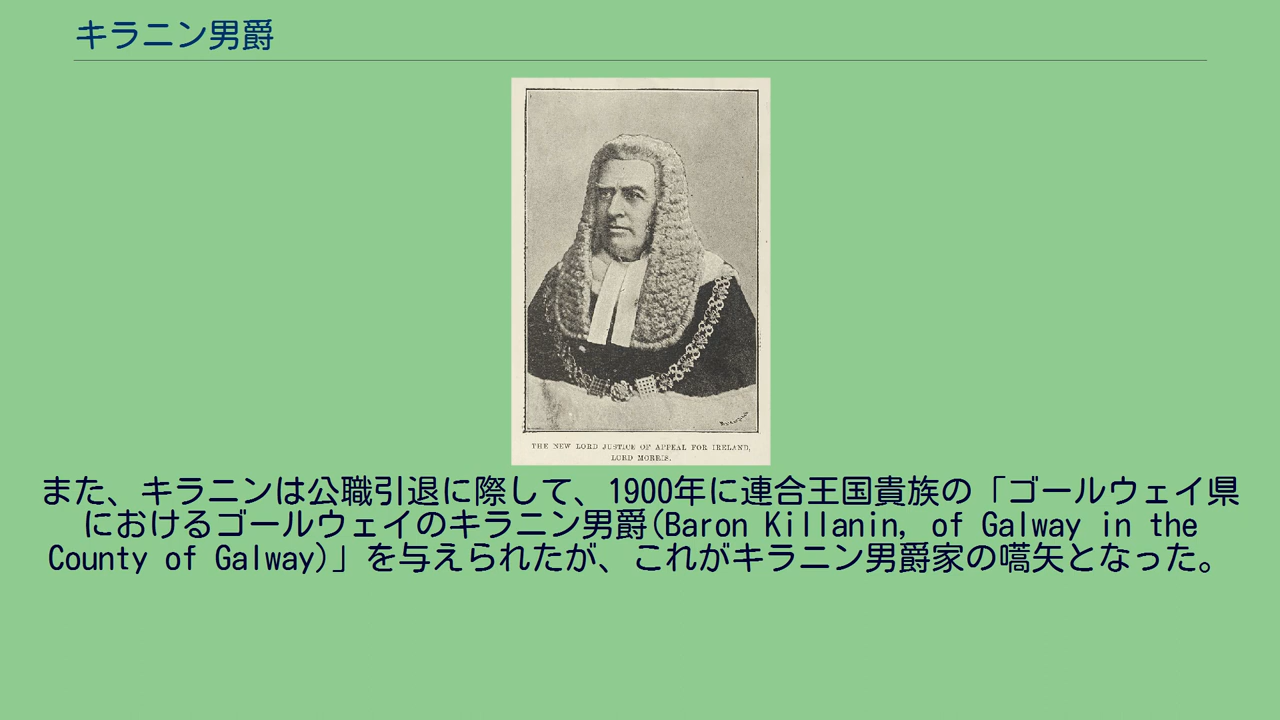 キラニン男爵
THE NEW LORD JUSTICE OF APPEAL FOR IRELAND,
LORD MORRIS.
また、キラニンは公職引退に際して、1900年に連合王国貴族の「ゴールウェイ県
におけるゴールウェイのキラニン男爵(Baron Killanin, of Galway in the
County of Galway)」を与えられたが、これがキラニン男爵家の嚆矢となった。